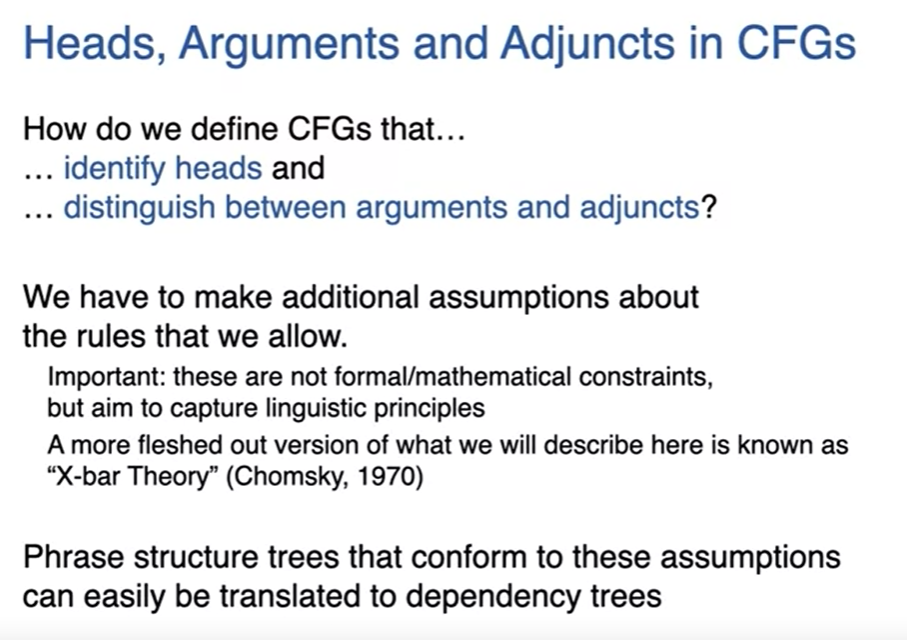 Heads, Arguments and Adjuncts in CFGs
How do we define CFGs that…
… identify heads and
… distinguish between arguments and adjuncts?
We have to make additional assumptions about
the rules that we allow.
Important: these are not formal/mathematical constraints,
but aim to capture linguistic principles
A more fleshed out version of what we will describe here is known as
“X-bar Theory” (Chomsky, 1970)
Phrase structure trees that conform to these assumptions
can easily be translated to dependency trees